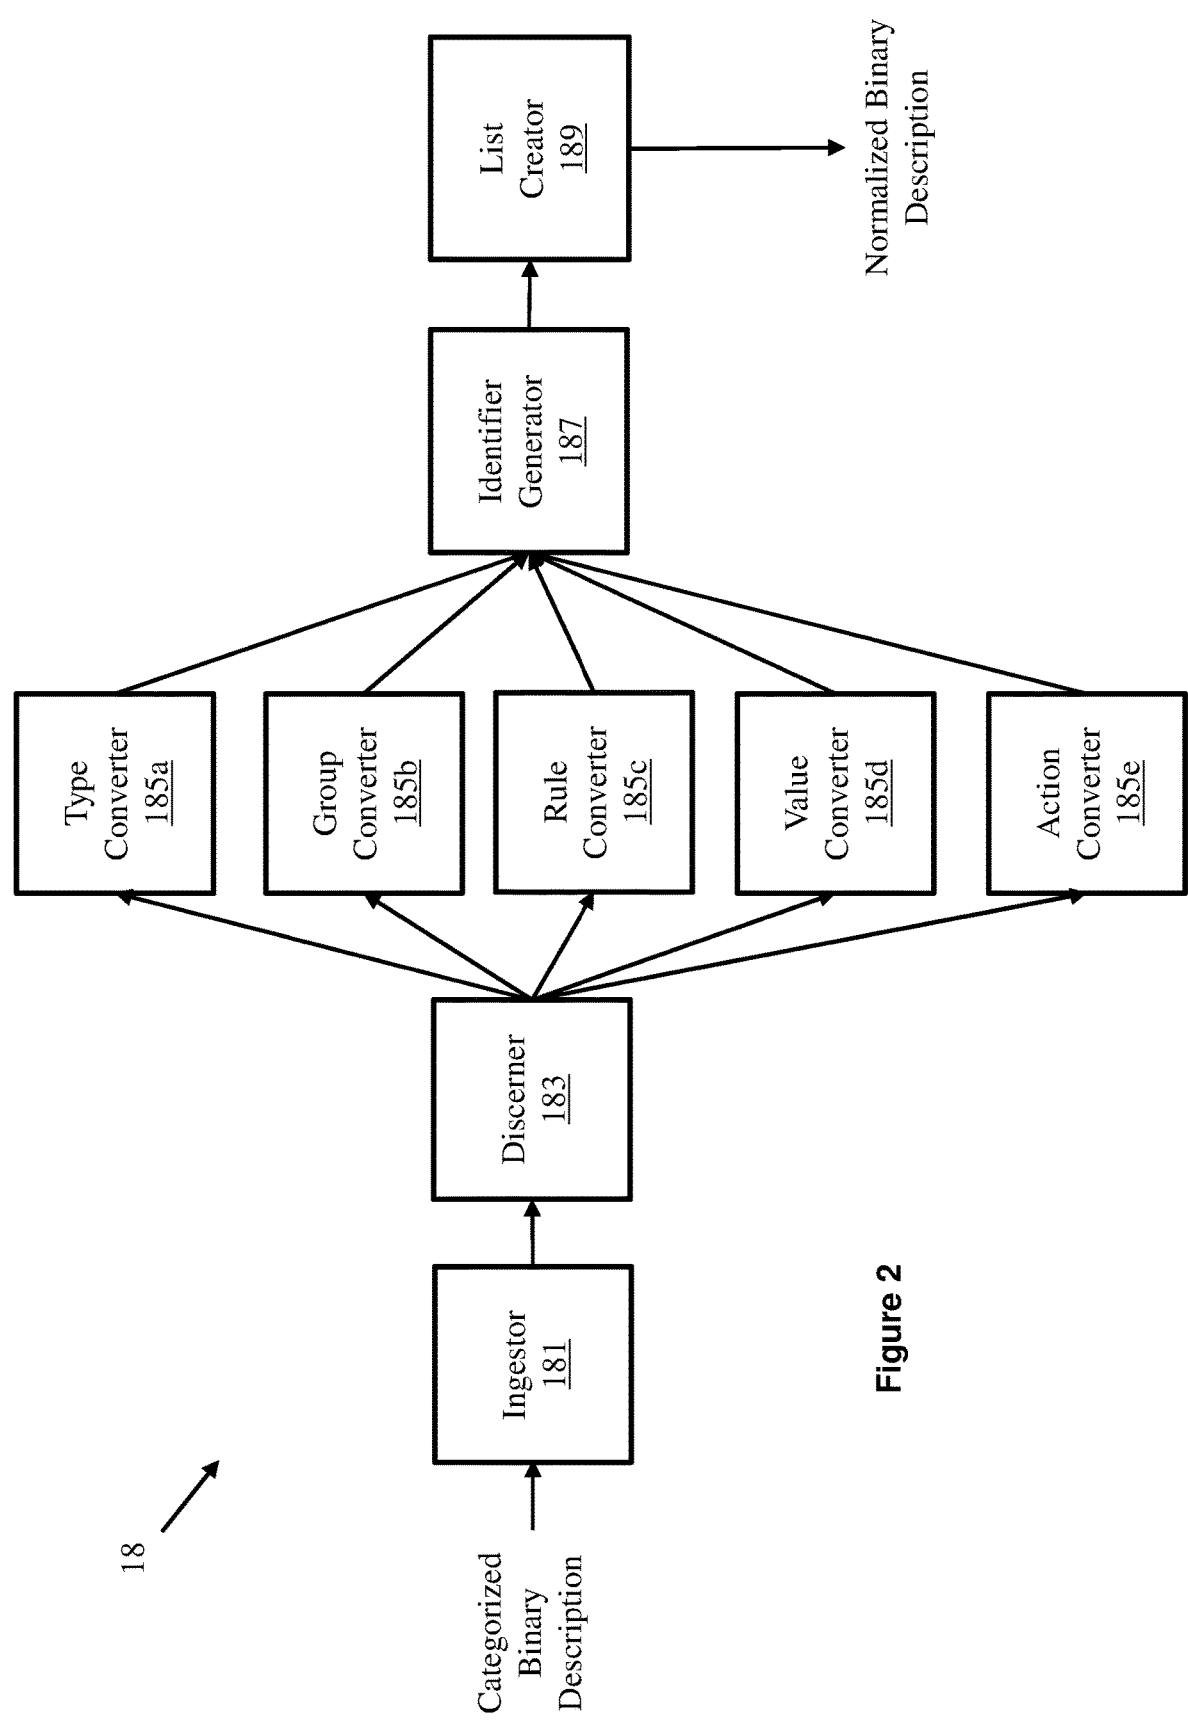 18
Categorized
Binary
Description
Ingestor
181
Discerner
183
Type
Converter
185a
Group
Converter
185b
Rule
Converter
185c
Value
Converter
185d
Action
Converter
185e
Identifier
Generator
187
List
Creator
189
Normalized Binary
Description
Figure 2